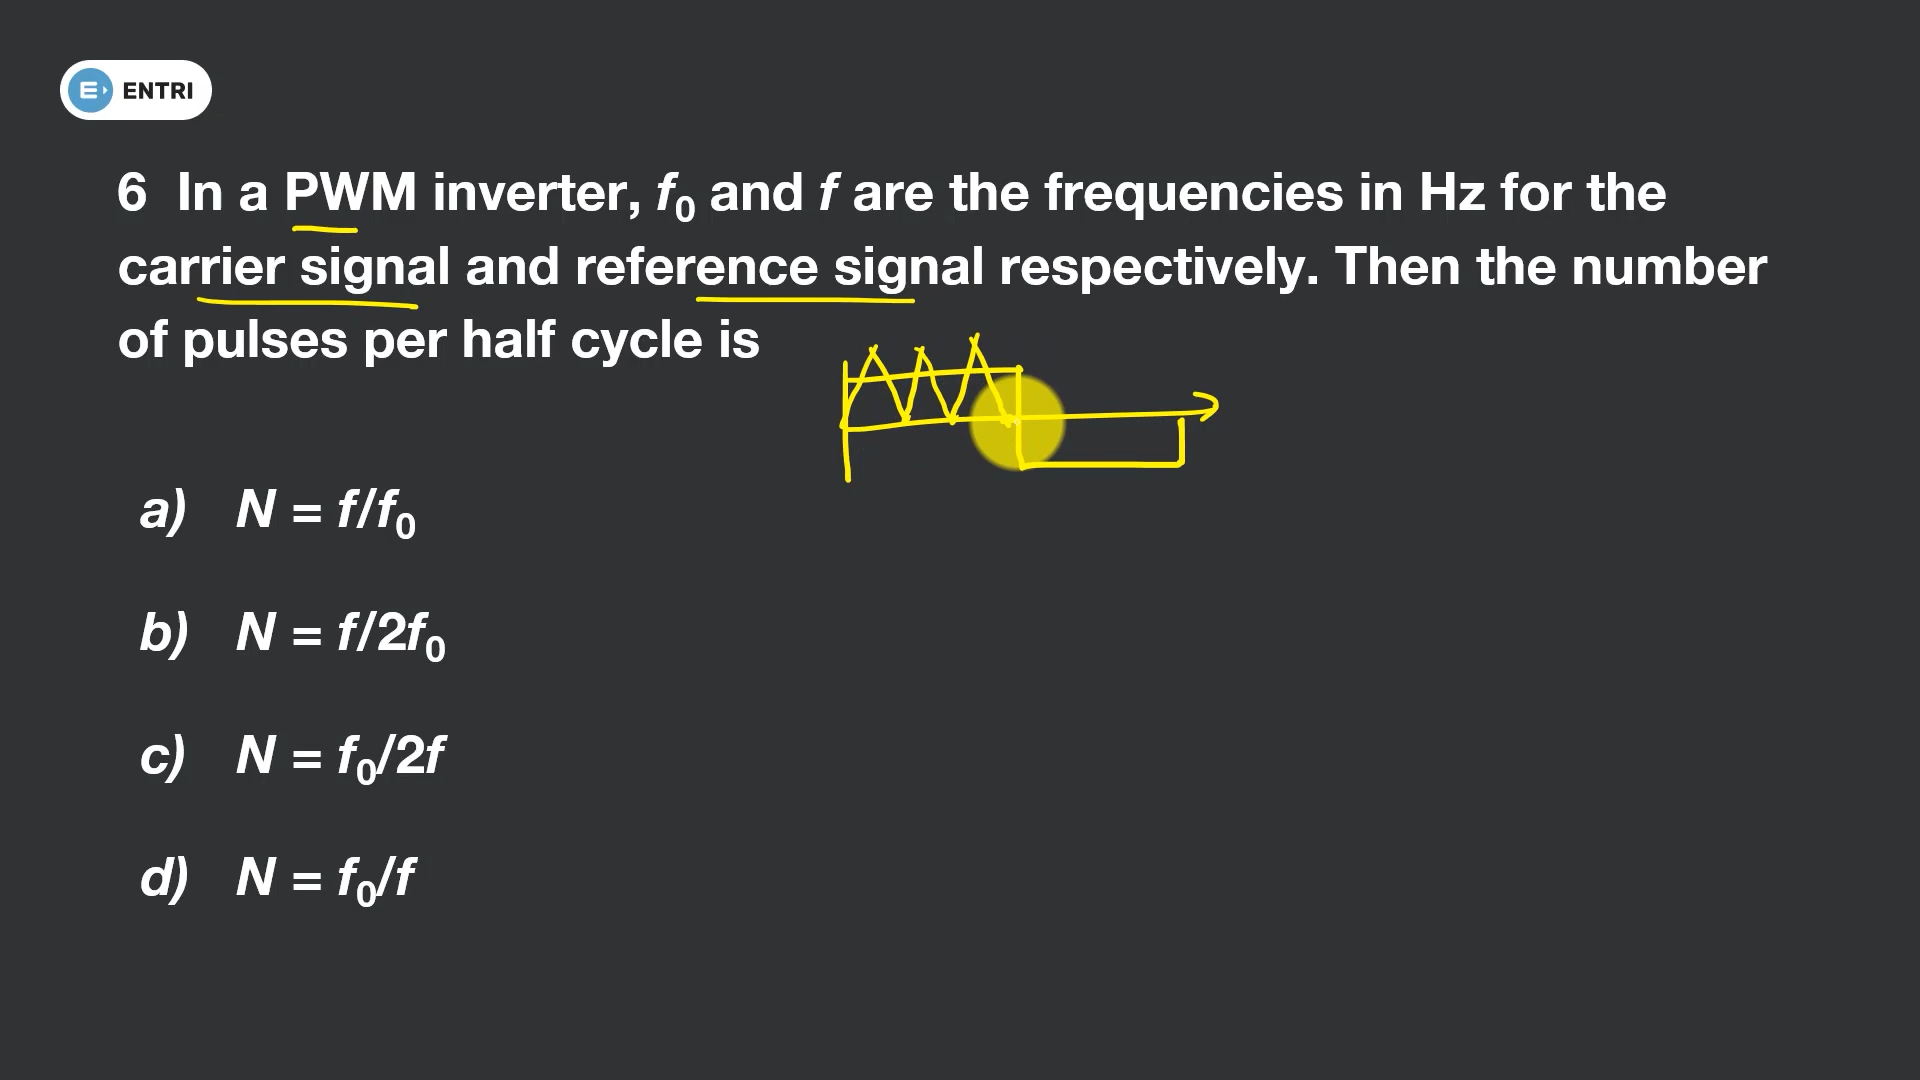 ENTRI
6 In a PWM inverter, f₀ and f are the frequencies in Hz for the
carrier signal and reference signal respectively. Then the number
of pulses per half cycle is
a) N = f/f₀
b) N = f/2f₀
c) N = f₀/2f
d) N = f₀/f